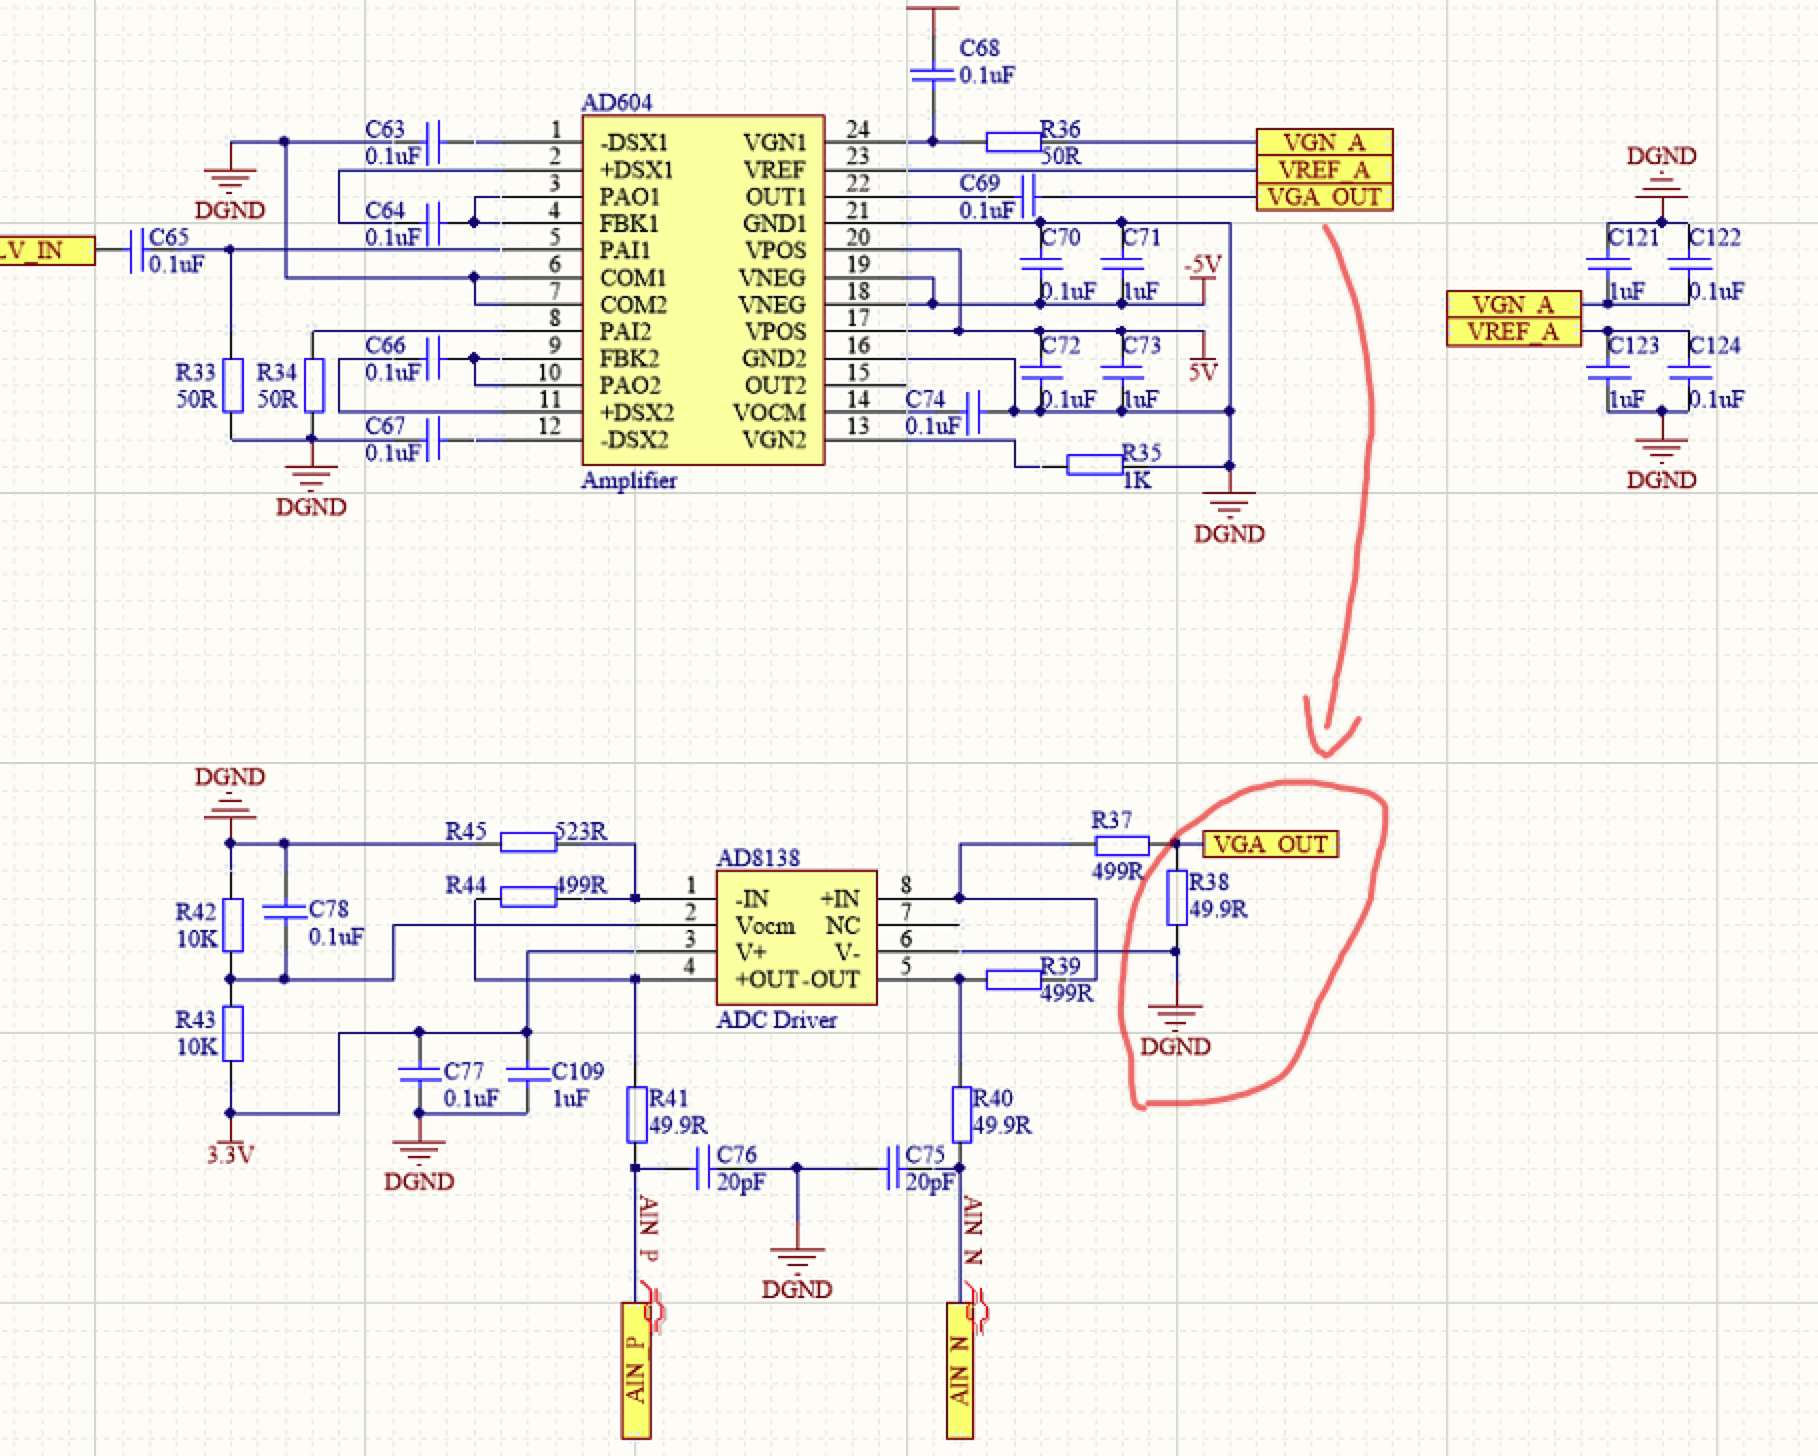 C68
0.1uF
AD604
C63
0.1uF
1
-DSX1
VGN1
24
R36
50R
VGN_A
2
+DSX1
VREF
23
VREF_A
3
PAO1
OUT1
22
C69
0.1uF
VGA_OUT
C64
0.1uF
4
FBK1
GND1
21
5
PAI1
VPOS
20
6
COM1
VNEG
19
7
COM2
VNEG
18
8
PAI2
VPOS
17
9
FBK2
GND2
16
10
PAO2
OUT2
15
11
+DSX2
VOCM
14
12
-DSX2
VGN2
13
Amplifier
DGND
LV_IN
C65
0.1uF
R33
50R
R34
50R
C66
0.1uF
C67
0.1uF
DGND
C70
0.1uF
C71
1uF
-5V
C72
0.1uF
C73
1uF
5V
C74
0.1uF
R35
1K
DGND
DGND
C121
1uF
C122
0.1uF
VGN_A
VREF_A
C123
1uF
C124
0.1uF
DGND
DGND
R45
523R
R44
499R
R42
10K
C78
0.1uF
R43
10K
3.3V
C77
0.1uF
C109
1uF
DGND
AD8138
1
-IN
+IN
8
2
Vocm
NC
7
3
V+
V-
6
4
+OUT
-OUT
5
ADC Driver
R37
499R
VGA_OUT
R38
49.9R
R39
499R
DGND
R41
49.9R
R40
49.9R
C76
20pF
C75
20pF
DGND
AIN_P
AIN_N
AIN_P
AIN_N